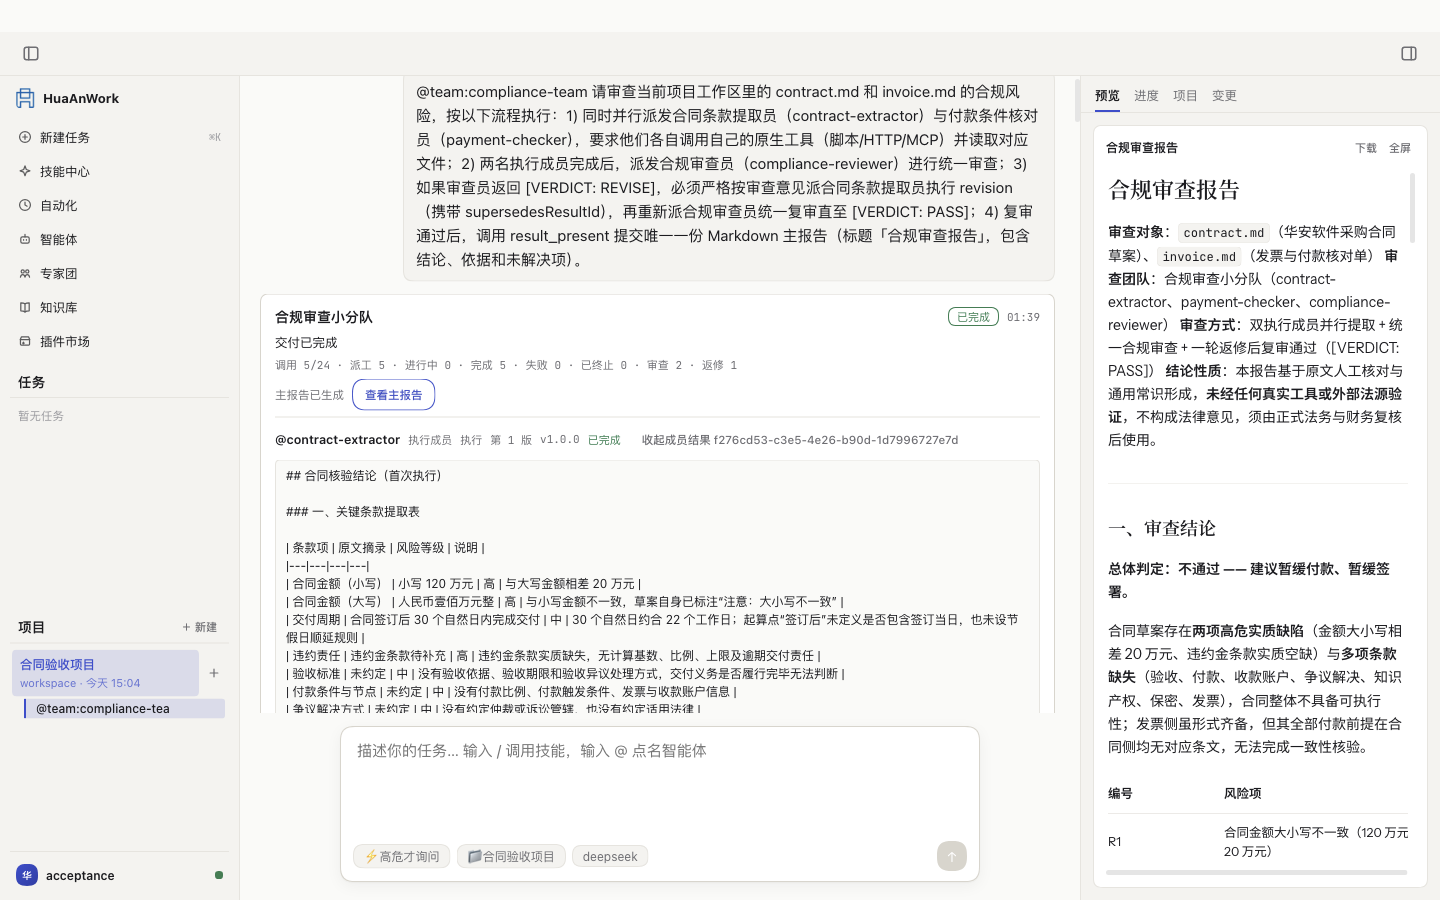 HuaAnWork
新建任务 ⌘K
技能中心
自动化
智能体
专家团
知识库
插件市场
任务
暂无任务
项目 + 新建
合同验收项目
workspace · 今天 15:04
@team:compliance-tea
华 acceptance
@team:compliance-team 请审查当前项目工作区里的 contract.md 和 invoice.md 的合规风
险，按以下流程执行：1) 同时并行派发合同条款提取员（contract-extractor）与付款条件核对
员（payment-checker），要求他们各自调用自己的原生工具（脚本/HTTP/MCP）并读取对应
文件；2) 两名执行成员完成后，派发合规审查员（compliance-reviewer）进行统一审查；3)
如果审查员返回 [VERDICT: REVISE]，必须严格按审查意见派合同条款提取员执行 revision
（携带 supersedesResultId），再重新派合规审查员统一复审直至 [VERDICT: PASS]；4) 复审
通过后，调用 result_present 提交唯一一份 Markdown 主报告（标题「合规审查报告」，包含
结论、依据和未解决项）。
合规审查小分队 已完成 01:39
交付已完成
调用 5/24 · 派工 5 · 进行中 0 · 完成 5 · 失败 0 · 已终止 0 · 审查 2 · 返修 1
主报告已生成 查看主报告
@contract-extractor 执行成员 执行 第 1 版 v1.0.0 已完成 收起成员结果 f276cd53-c3e5-4e26-b90d-1d7996727e7d
## 合同核验结论（首次执行）
### 一、关键条款提取表
| 条款项 | 原文摘录 | 风险等级 | 说明 |
|---|---|---|---|
| 合同金额（小写） | 小写 120 万元 | 高 | 与大写金额相差 20 万元 |
| 合同金额（大写） | 人民币壹佰万元整 | 高 | 与小写金额不一致，草案自身已标注“注意：大小写不一致” |
| 交付周期 | 合同签订后 30 个自然日内完成交付 | 中 | 30 个自然日约合 22 个工作日；起算点“签订后”未定义是否包含签订当日，也未设节
假日顺延规则 |
| 违约责任 | 违约金条款待补充 | 高 | 违约金条款实质缺失，无计算基数、比例、上限及逾期交付责任 |
| 验收标准 | 未约定 | 中 | 没有验收依据、验收期限和验收异议处理方式，交付义务是否履行完毕无法判断 |
| 付款条件与节点 | 未约定 | 中 | 没有付款比例、付款触发条件、发票与收款账户信息 |
| 争议解决方式 | 未约定 | 中 | 没有约定仲裁或诉讼管辖，也没有约定适用法律 |
描述你的任务... 输入 / 调用技能，输入 @ 点名智能体
⚡高危才询问 合同验收项目 deepseek
预览 进度 项目 变更
合规审查报告 下载 全屏
合规审查报告
审查对象：contract.md（华安软件采购合同
草案）、invoice.md（发票与付款核对单） 审
查团队：合规审查小分队（contract-
extractor、payment-checker、compliance-
reviewer） 审查方式：双执行成员并行提取 + 统
一合规审查 + 一轮返修后复审通过（[VERDICT:
PASS]） 结论性质：本报告基于原文人工核对与
通用常识形成，未经任何真实工具或外部法源验
证，不构成法律意见，须由正式法务与财务复核
后使用。
一、审查结论
总体判定：不通过 —— 建议暂缓付款、暂缓签
署。
合同草案存在两项高危实质缺陷（金额大小写相
差 20 万元、违约金条款实质空缺）与多项条款
缺失（验收、付款、收款账户、争议解决、知识
产权、保密、发票），合同整体不具备可执行
性；发票侧虽形式齐备，但其全部付款前提在合
同侧均无对应条文，无法完成一致性核验。
编号 风险项
R1 合同金额大小写不一致（120 万元
20 万元）